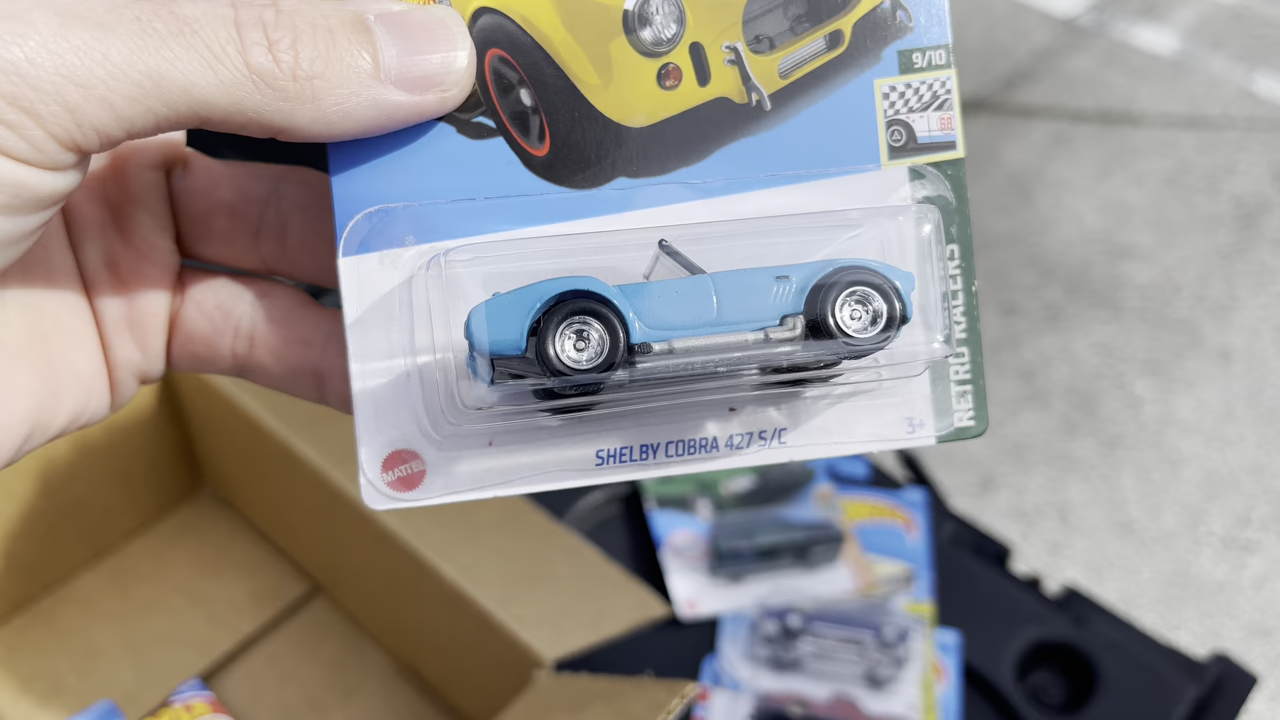 9/10
68
RETRO RACERS
SHELBY COBRA 427 S/C
3+
MATTEL